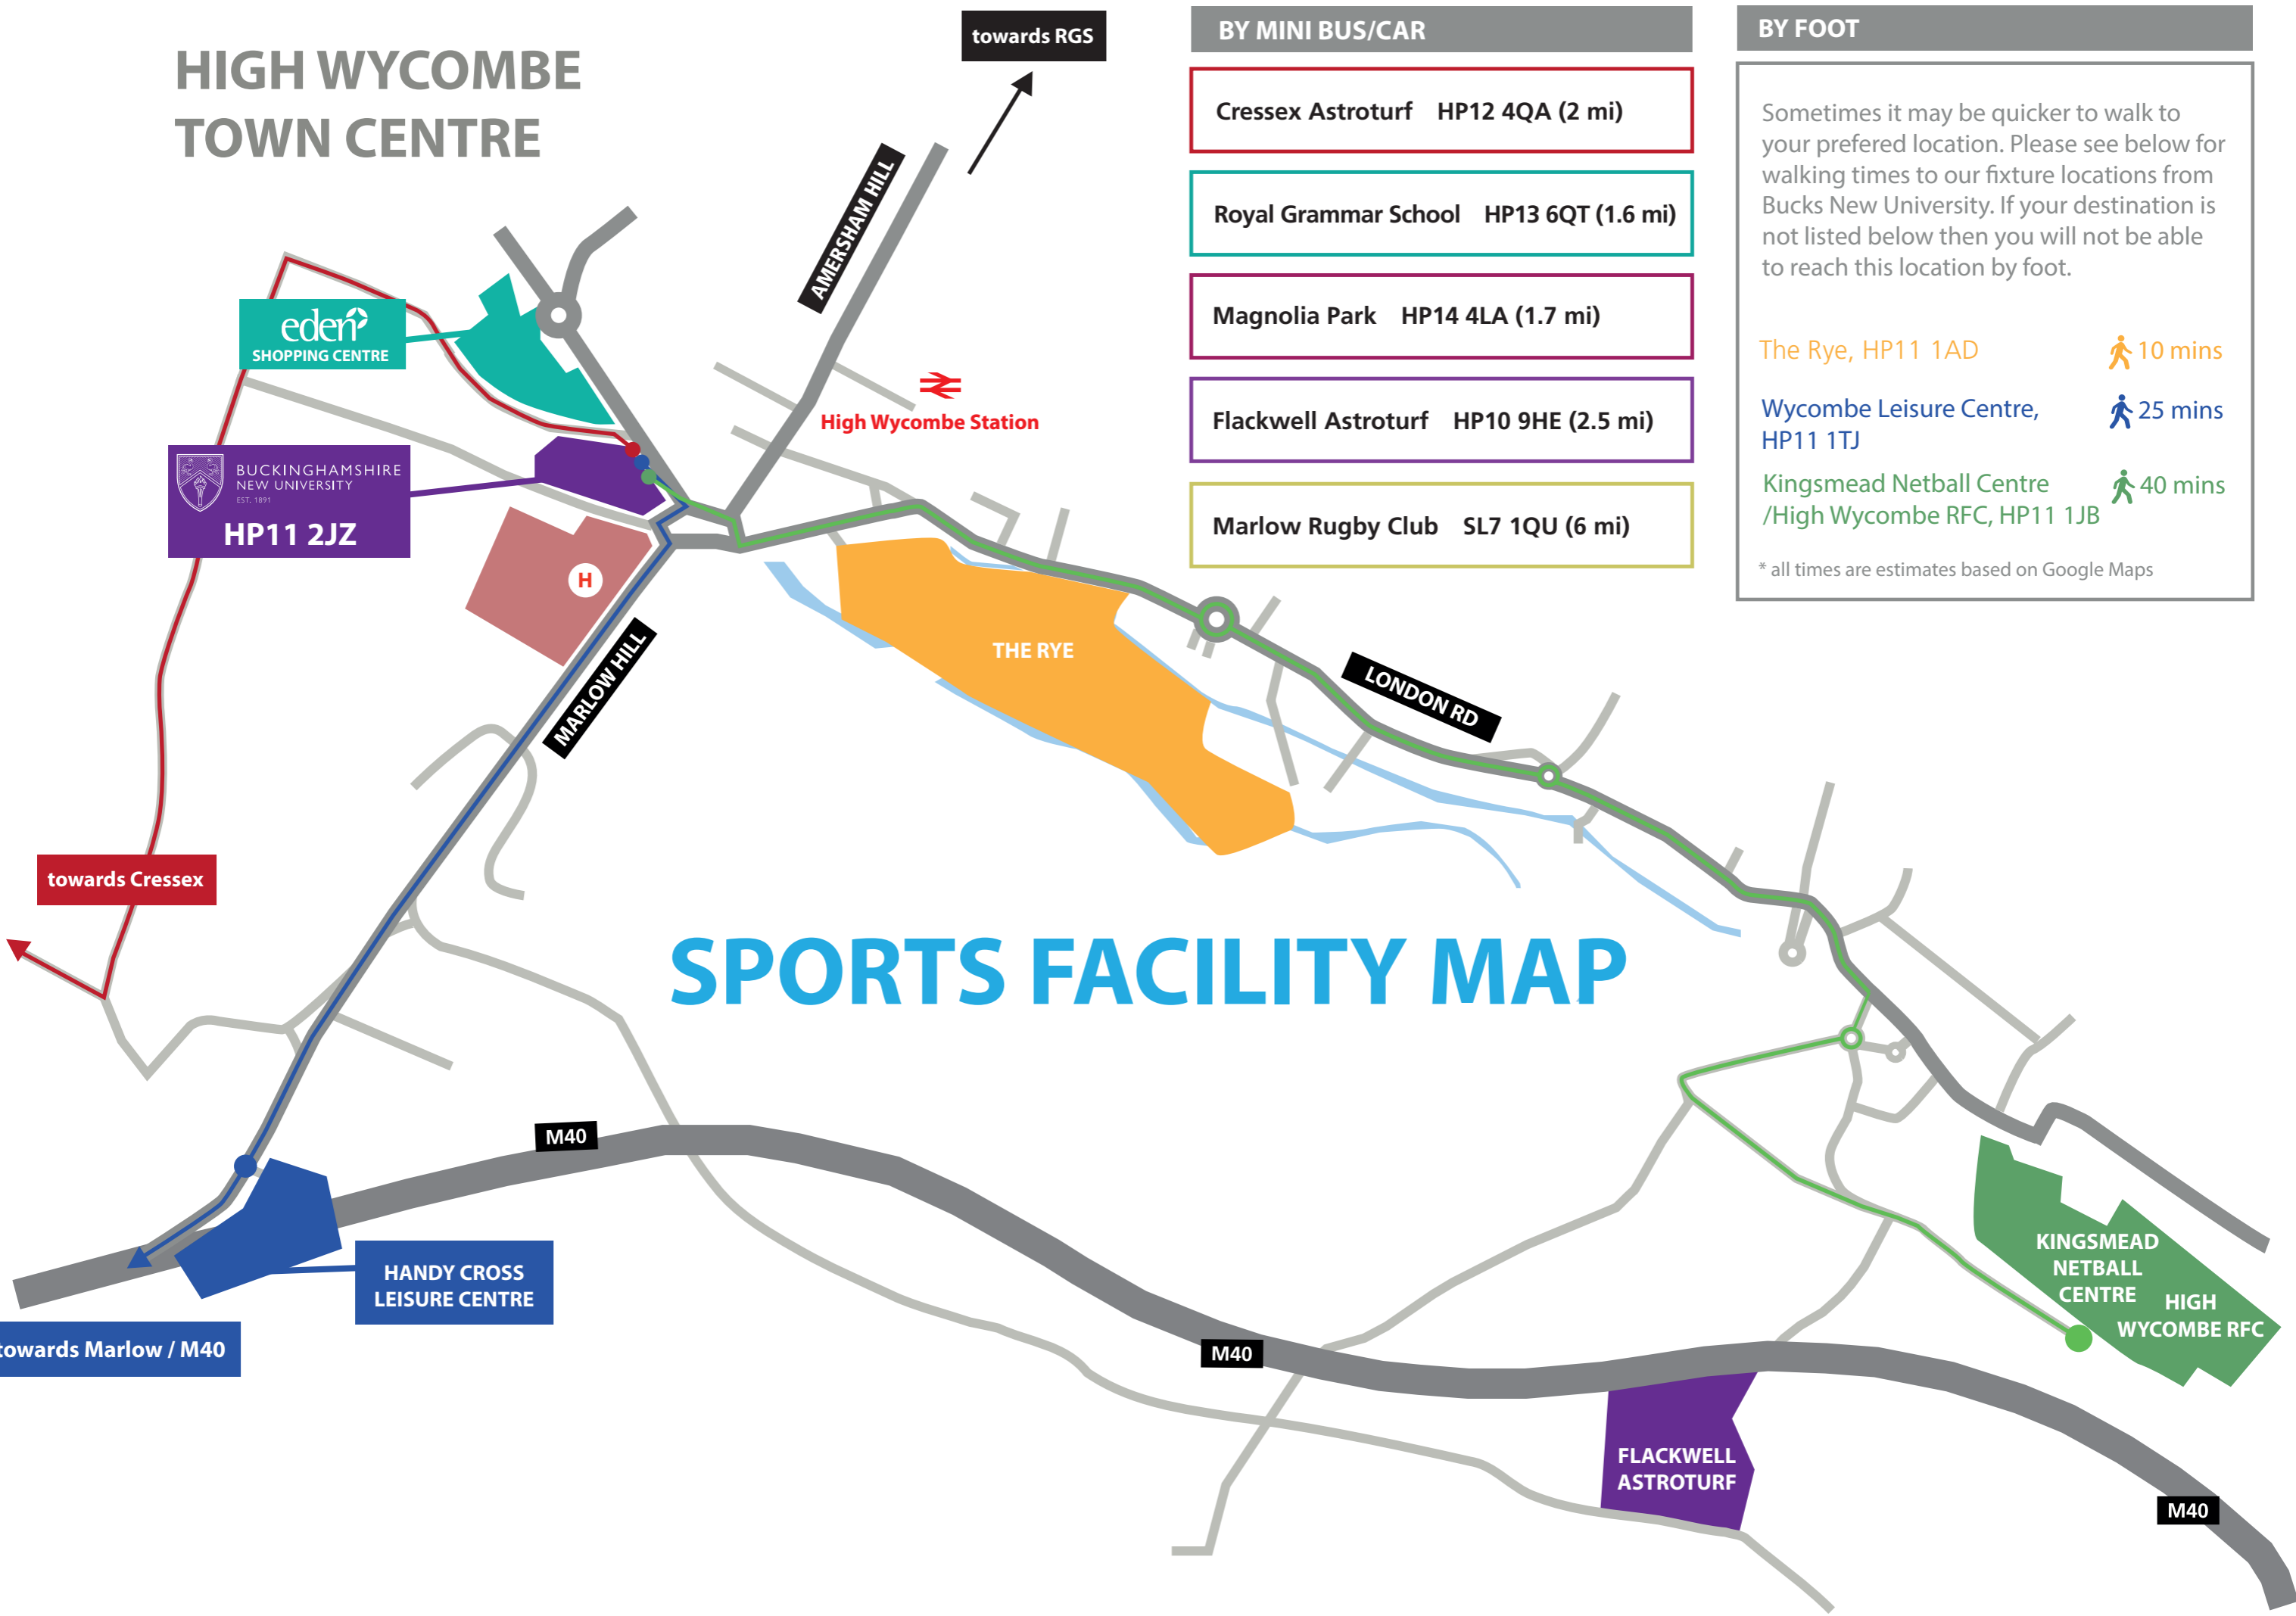 HIGH WYCOMBE
TOWN CENTRE
towards RGS
BY MINI BUS/CAR
Cressex Astroturf HP12 4QA (2 mi)
Royal Grammar School HP13 6QT (1.6 mi)
Magnolia Park HP14 4LA (1.7 mi)
Flackwell Astroturf HP10 9HE (2.5 mi)
Marlow Rugby Club SL7 1QU (6 mi)
BY FOOT
Sometimes it may be quicker to walk to
your prefered location. Please see below for
walking times to our fixture locations from
Bucks New University. If your destination is
not listed below then you will not be able
to reach this location by foot.
The Rye, HP11 1AD 10 mins
Wycombe Leisure Centre, 25 mins
HP11 1TJ
Kingsmead Netball Centre 40 mins
/High Wycombe RFC, HP11 1JB
* all times are estimates based on Google Maps
AMERSHAM HILL
eden
SHOPPING CENTRE
High Wycombe Station
BUCKINGHAMSHIRE
NEW UNIVERSITY
EST. 1891
HP11 2JZ
H
MARLOW HILL
THE RYE
LONDON RD
towards Cressex
SPORTS FACILITY MAP
M40
HANDY CROSS
LEISURE CENTRE
towards Marlow / M40
M40
KINGSMEAD
NETBALL
CENTRE
HIGH
WYCOMBE RFC
FLACKWELL
ASTROTURF
M40